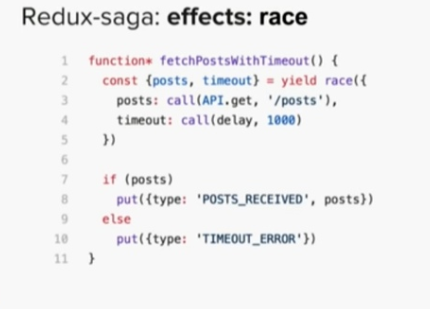 Redux-saga: effects: race
1 function* fetchPostsWithTimeout() {
2 const {posts, timeout} = yield race({
3 posts: call(API.get, '/posts'),
4 timeout: call(delay, 1000)
5 })
6
7 if (posts)
8 put({type: 'POSTS_RECEIVED', posts})
9 else
10 put({type: 'TIMEOUT_ERROR'})
11 }